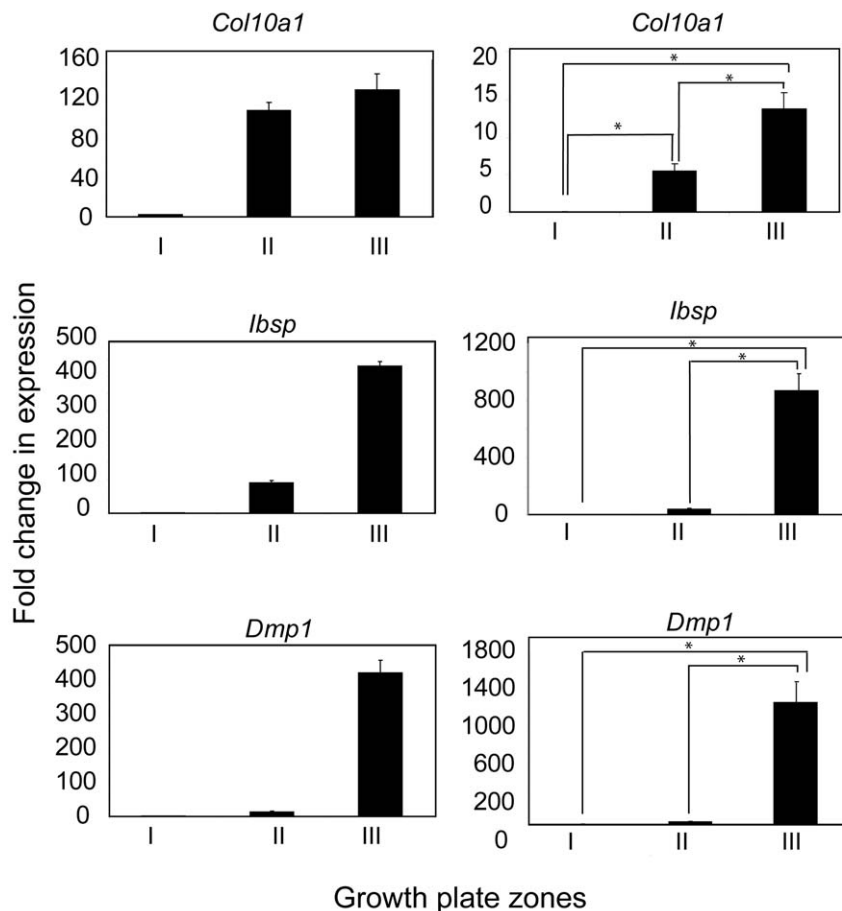 Col10a1
160
120
80
40
0
I II III
Col10a1
20
15
10
5
0
* * *
I II III
Fold change in expression
Ibsp
500
400
300
200
100
0
I II III
Ibsp
1200
800
400
0
* *
I II III
Dmp1
500
400
300
200
100
0
I II III
Dmp1
1800
1400
1000
600
200
0
* *
I II III
Growth plate zones